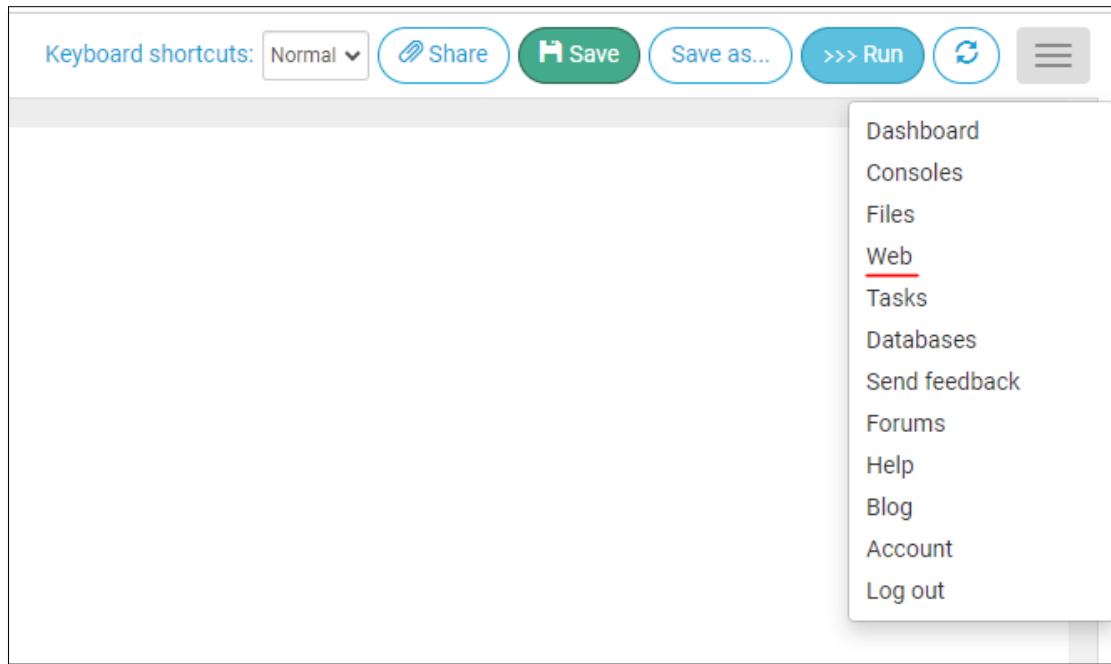 Keyboard shortcuts: Normal Share Save Save as... >>> Run
Dashboard
Consoles
Files
Web
Tasks
Databases
Send feedback
Forums
Help
Blog
Account
Log out